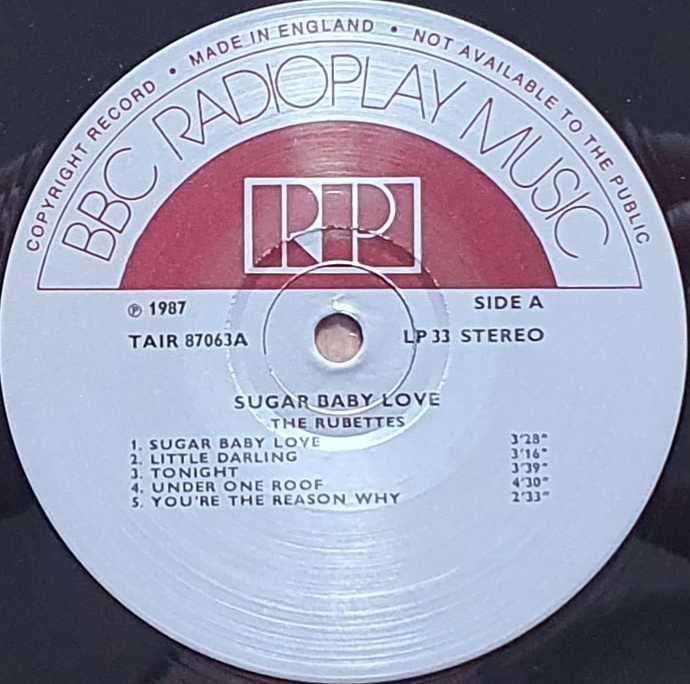 COPYRIGHT RECORD • MADE IN ENGLAND • NOT AVAILABLE TO THE PUBLIC
BBC RADIOPLAY MUSIC
RP
℗ 1987
SIDE A
TAIR 87063A
LP 33 STEREO
SUGAR BABY LOVE
THE RUBETTES
1. SUGAR BABY LOVE 3'28"
2. LITTLE DARLING 3'16"
3. TONIGHT 3'39"
4. UNDER ONE ROOF 4'30"
5. YOU'RE THE REASON WHY 2'33"